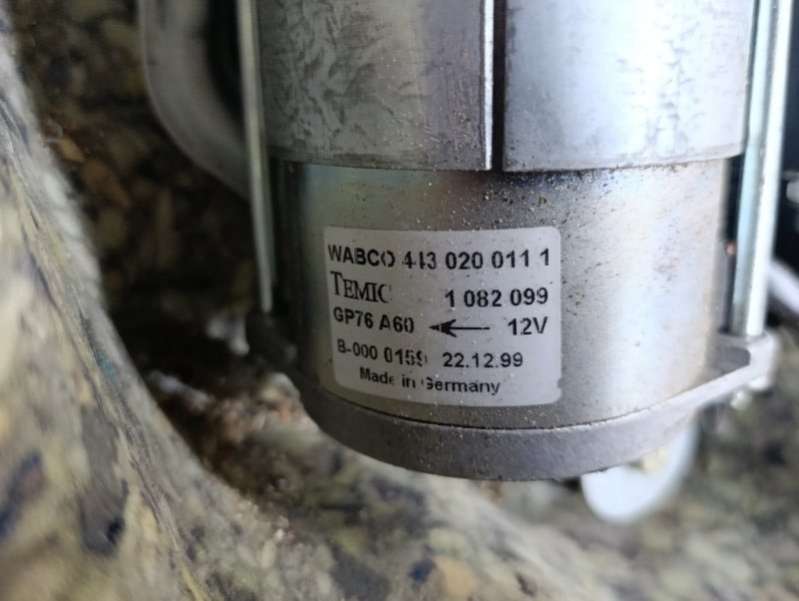 WABCO 443 020 011 1
TEMIC 1 082 099
GP76 A60 ← 12V
B-000 0159 22.12.99
Made in Germany